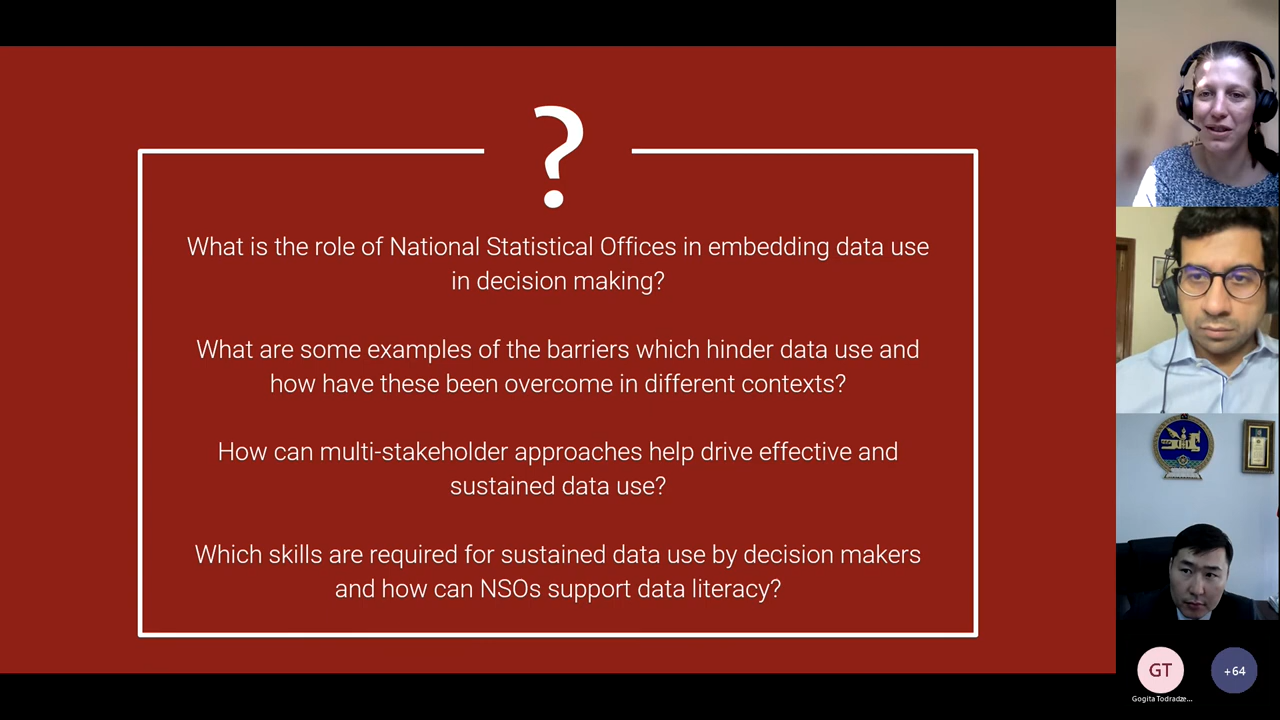 ?
What is the role of National Statistical Offices in embedding data use
in decision making?
What are some examples of the barriers which hinder data use and
how have these been overcome in different contexts?
How can multi-stakeholder approaches help drive effective and
sustained data use?
Which skills are required for sustained data use by decision makers
and how can NSOs support data literacy?
GT
+64
Gogita Todradze...